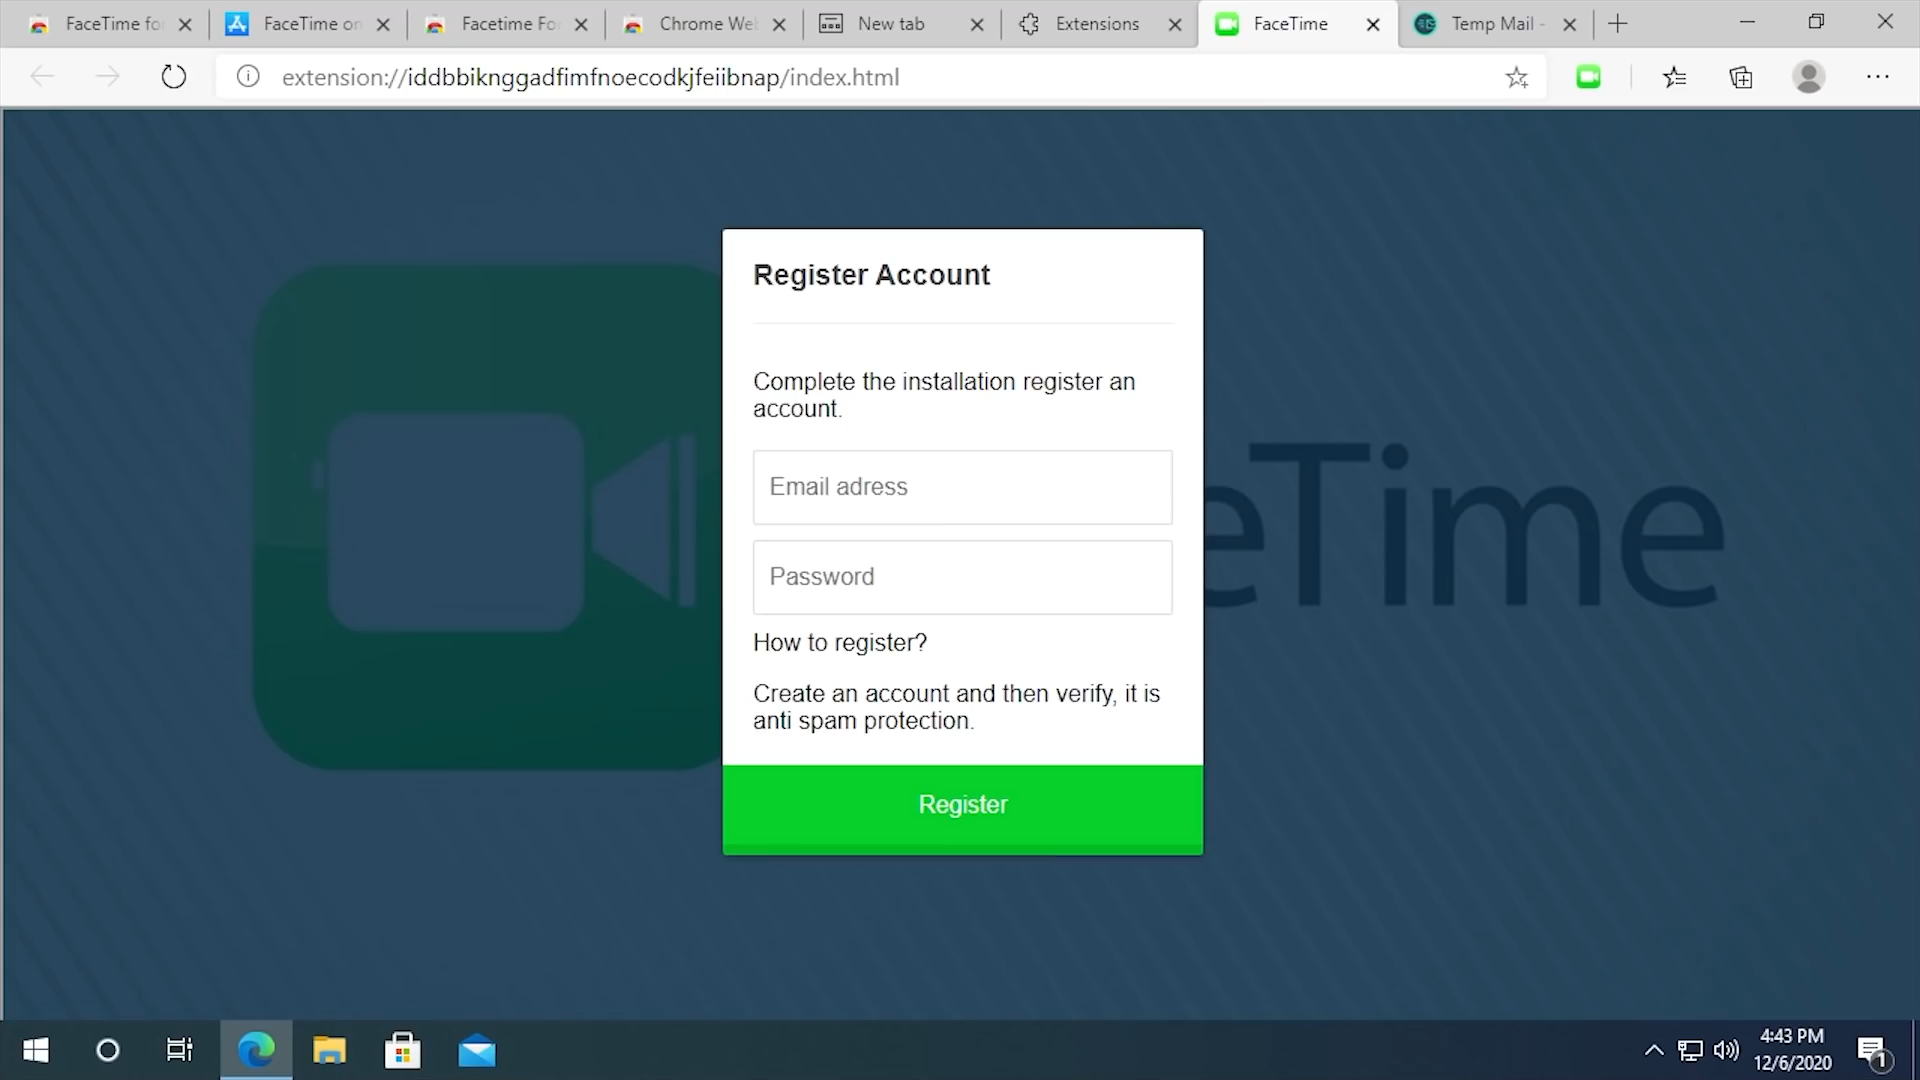 FaceTime fo
FaceTime on
Facetime Fo
Chrome We
New tab
Extensions
FaceTime
Temp Mail -
extension://iddbbiknggadfimfnoecodkjfeiibnap/index.html
Register Account
Complete the installation register an
account.
Email adress
Password
How to register?
Create an account and then verify, it is
anti spam protection.
Register
eTime
4:43 PM
12/6/2020
1